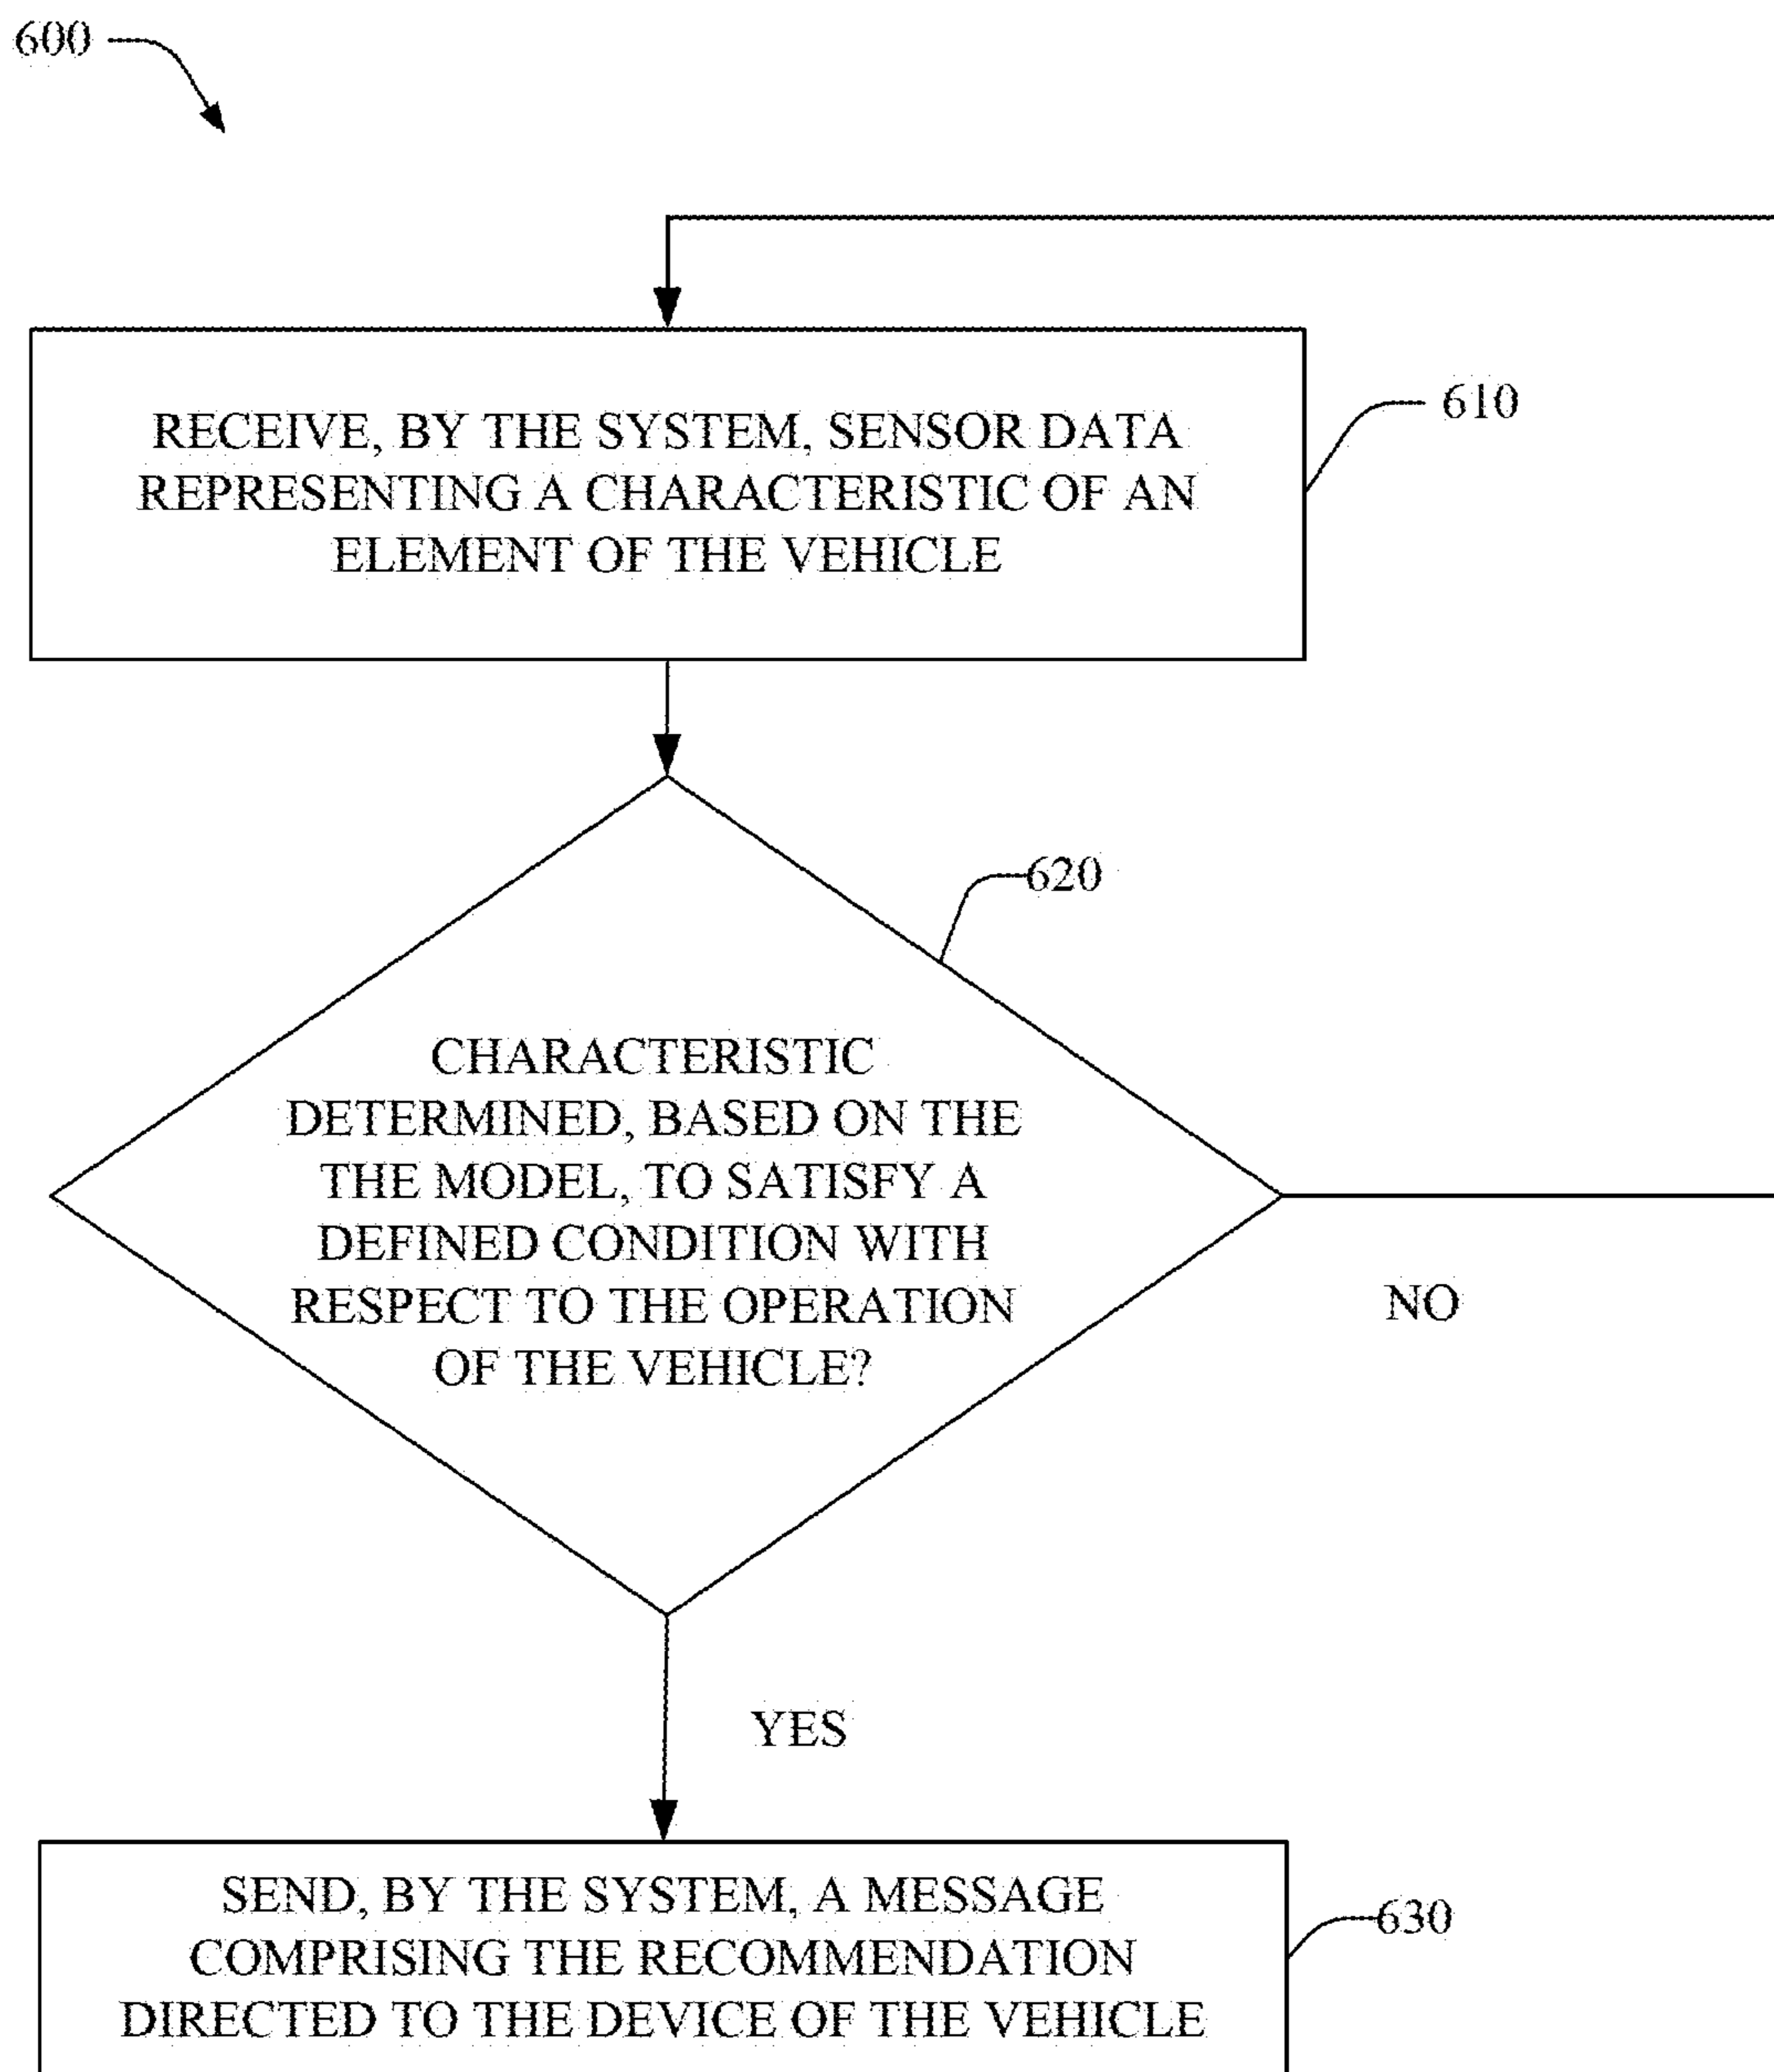 600
RECEIVE, BY THE SYSTEM, SENSOR DATA
REPRESENTING A CHARACTERISTIC OF AN
ELEMENT OF THE VEHICLE
610
620
CHARACTERISTIC
DETERMINED, BASED ON THE
THE MODEL, TO SATISFY A
DEFINED CONDITION WITH
RESPECT TO THE OPERATION
OF THE VEHICLE?
NO
YES
SEND, BY THE SYSTEM, A MESSAGE
COMPRISING THE RECOMMENDATION
DIRECTED TO THE DEVICE OF THE VEHICLE
630